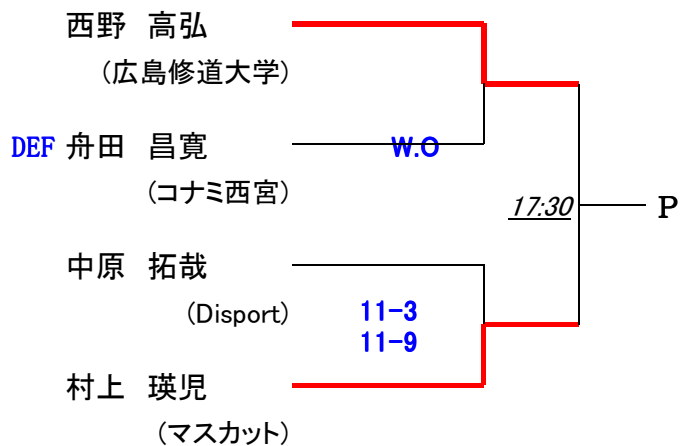 西野 高弘
(広島修道大学)
DEF 舟田 昌寛 W.O
(コナミ西宮)
17:30 P
中原 拓哉
(Disport) 11-3
11-9
村上 瑛児
(マスカット)